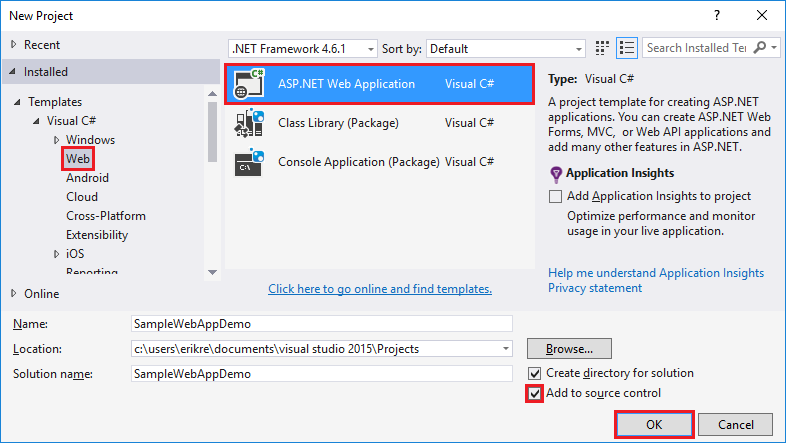 New Project
? ×
Recent
Installed
Templates
Visual C#
Windows
Web
Android
Cloud
Cross-Platform
Extensibility
iOS
Reporting
Online
.NET Framework 4.6.1
Sort by: Default
Search Installed Te
ASP.NET Web Application Visual C#
Class Library (Package) Visual C#
Console Application (Package) Visual C#
Click here to go online and find templates.
Type: Visual C#
A project template for creating ASP.NET
applications. You can create ASP.NET Web
Forms, MVC, or Web API applications and
add many other features in ASP.NET.
Application Insights
Add Application Insights to project
Optimize performance and monitor
usage in your live application.
Help me understand Application Insights
Privacy statement
Name: SampleWebAppDemo
Location: c:\users\erikre\documents\visual studio 2015\Projects
Browse...
Solution name: SampleWebAppDemo
Create directory for solution
Add to source control
OK
Cancel